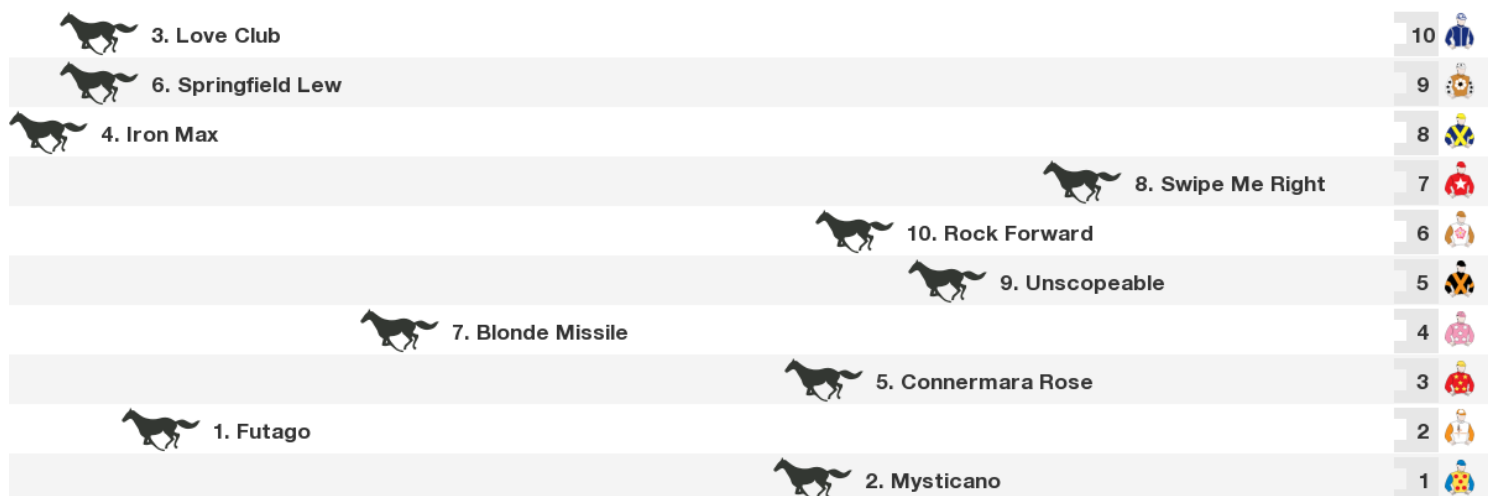 3. Love Club 10
6. Springfield Lew 9
4. Iron Max 8
8. Swipe Me Right 7
10. Rock Forward 6
9. Unscopeable 5
7. Blonde Missile 4
5. Connermara Rose 3
1. Futago 2
2. Mysticano 1